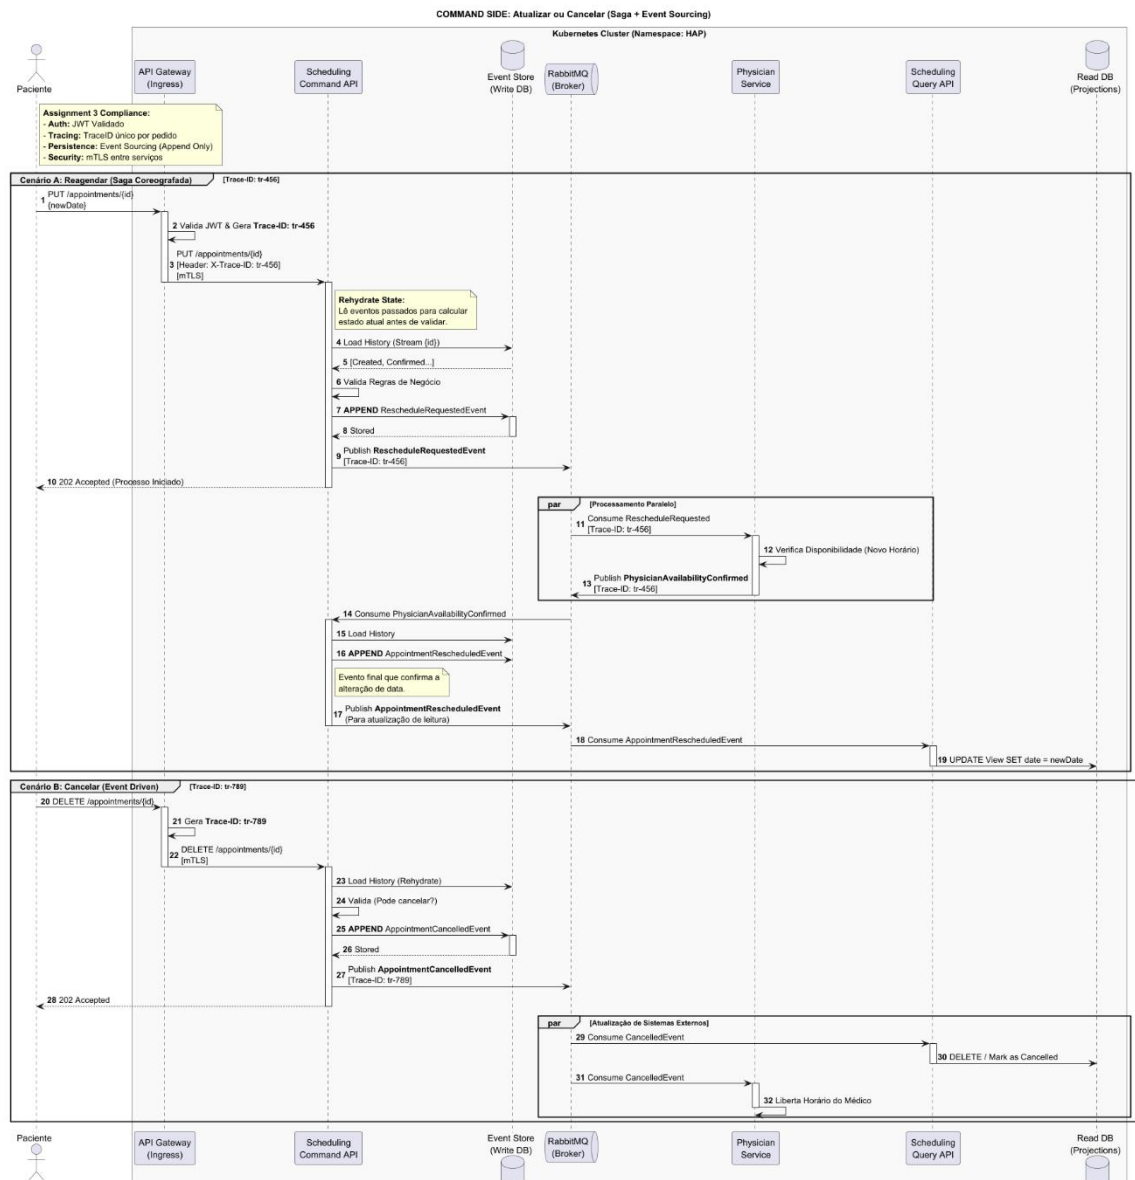 COMMAND SIDE: Atualizar ou Cancelar (Saga + Event Sourcing)
Kubernetes Cluster (Namespace: HAP)
Paciente
API Gateway
(Ingress)
Scheduling
Command API
Event Store
(Write DB)
RabbitMQ
(Broker)
Physician
Service
Scheduling
Query API
Read DB
(Projections)
Assignment 3 Compliance:
- Auth: JWT Validado
- Tracing: TraceID único por pedido
- Persistence: Event Sourcing (Append Only)
- Security: mTLS entre serviços
Cenário A: Reagendar (Saga Coreografada) [Trace-ID: tr-456]
1 PUT /appointments/{id}
{newDate}
2 Valida JWT & Gera Trace-ID: tr-456
3 PUT /appointments/{id}
[Header: X-Trace-ID: tr-456]
[mTLS]
Rehydrate State:
Lê eventos passados para calcular
estado atual antes de validar.
4 Load History (Stream {id})
5 [Created, Confirmed...]
6 Valida Regras de Negócio
7 APPEND RescheduleRequestedEvent
8 Stored
9 Publish RescheduleRequestedEvent
[Trace-ID: tr-456]
10 202 Accepted (Processo Iniciado)
par [Processamento Paralelo]
11 Consume RescheduleRequested
[Trace-ID: tr-456]
12 Verifica Disponibilidade (Novo Horário)
13 Publish PhysicianAvailabilityConfirmed
[Trace-ID: tr-456]
14 Consume PhysicianAvailabilityConfirmed
15 Load History
16 APPEND AppointmentRescheduledEvent
Evento final que confirma a
alteração de data.
17 Publish AppointmentRescheduledEvent
(Para atualização de leitura)
18 Consume AppointmentRescheduledEvent
19 UPDATE View SET date = newDate
Cenário B: Cancelar (Event Driven) [Trace-ID: tr-789]
20 DELETE /appointments/{id}
21 Gera Trace-ID: tr-789
22 DELETE /appointments/{id}
[mTLS]
23 Load History (Rehydrate)
24 Valida (Pode cancelar?)
25 APPEND AppointmentCancelledEvent
26 Stored
27 Publish AppointmentCancelledEvent
[Trace-ID: tr-789]
28 202 Accepted
par [Atualização de Sistemas Externos]
29 Consume CancelledEvent
30 DELETE / Mark as Cancelled
31 Consume CancelledEvent
32 Liberta Horário do Médico
Paciente
API Gateway
(Ingress)
Scheduling
Command API
Event Store
(Write DB)
RabbitMQ
(Broker)
Physician
Service
Scheduling
Query API
Read DB
(Projections)